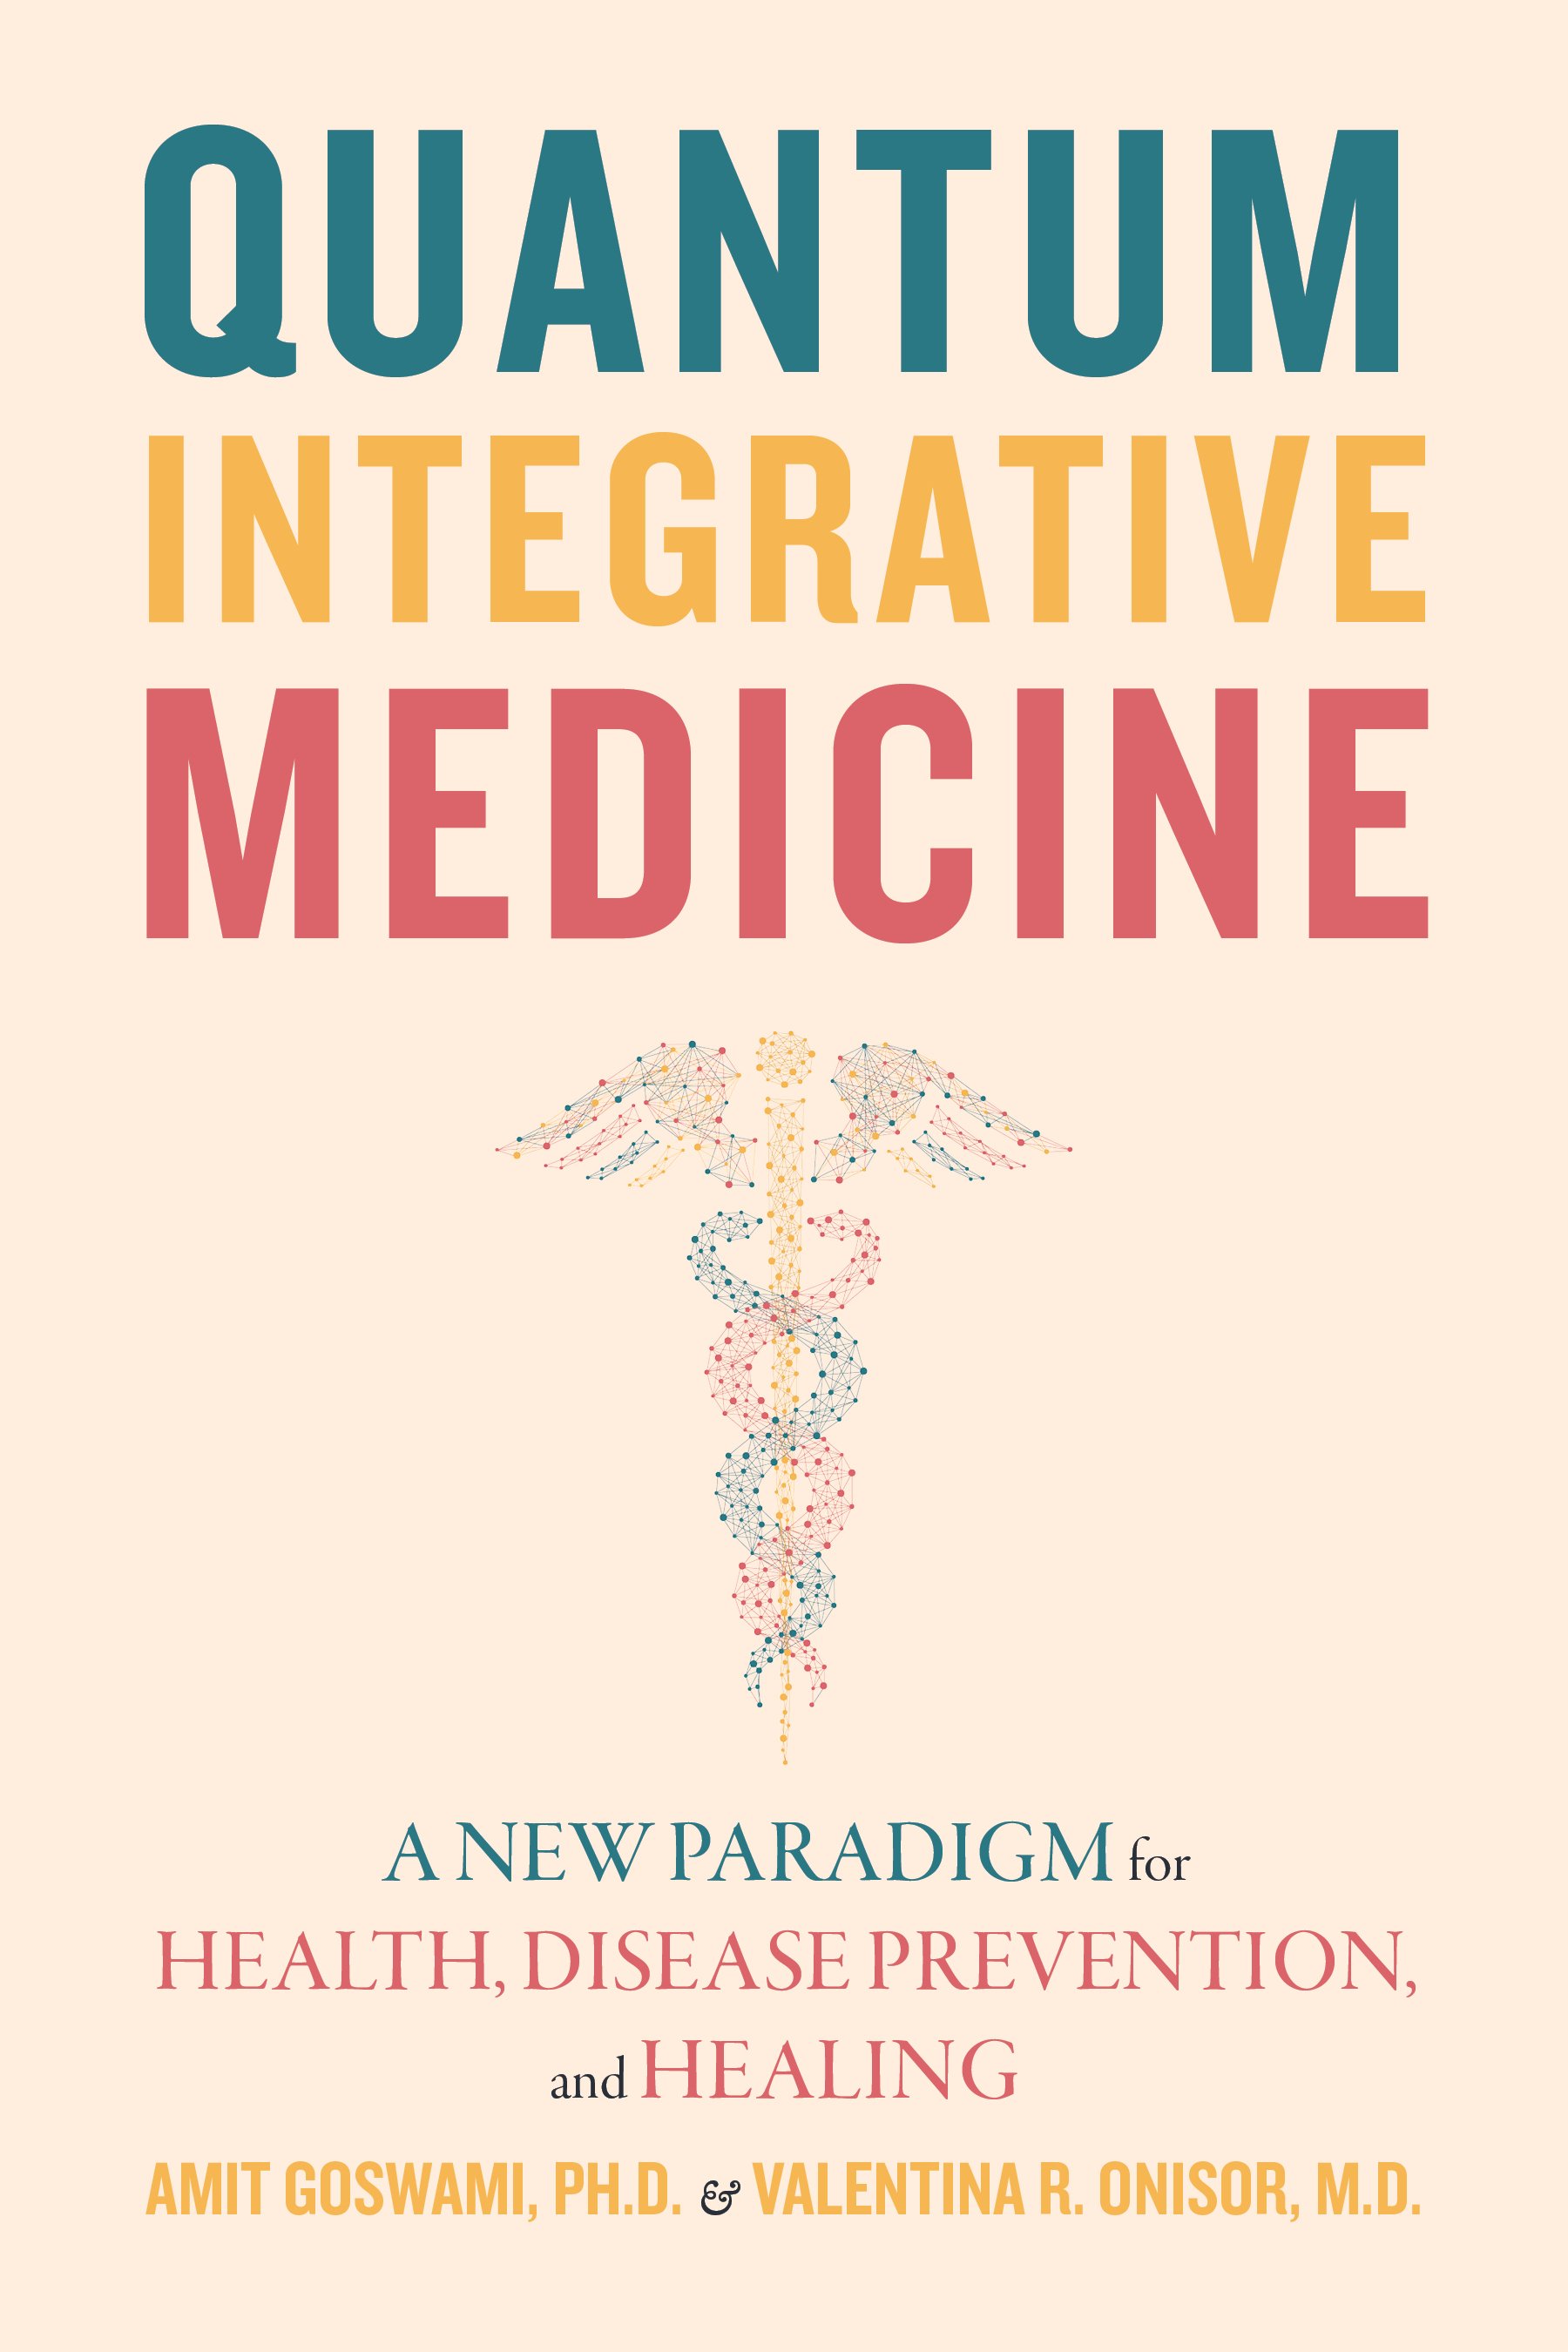 QUANTUM
INTEGRATIVE
MEDICINE
A NEW PARADIGM for
HEALTH, DISEASE PREVENTION,
and HEALING
AMIT GOSWAMI, PH.D. & VALENTINA R. ONISOR, M.D.